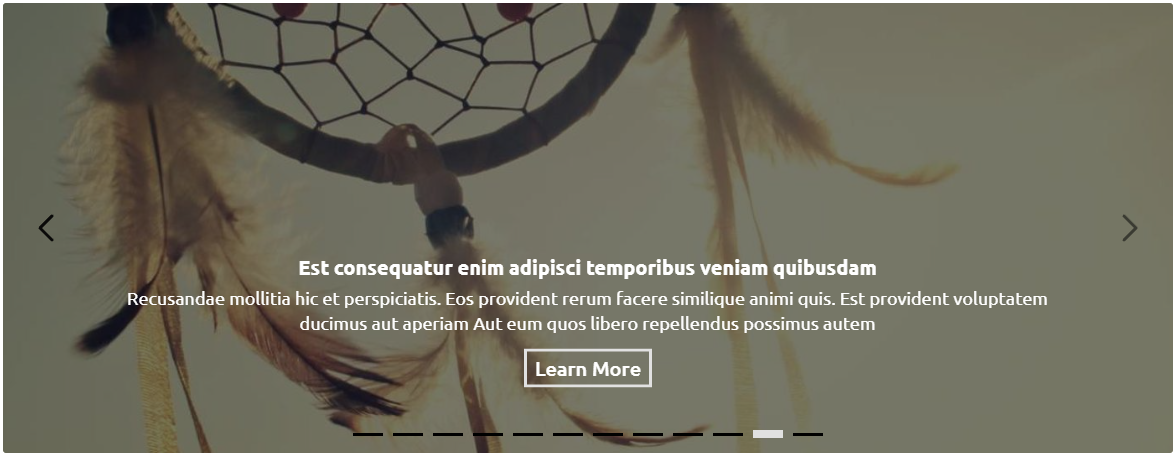 Est consequatur enim adipisci temporibus veniam quibusdam
Recusandae mollitia hic et perspiciatis. Eos provident rerum facere similique animi quis. Est provident voluptatem
ducimus aut aperiam Aut eum quos libero repellendus possimus autem
Learn More